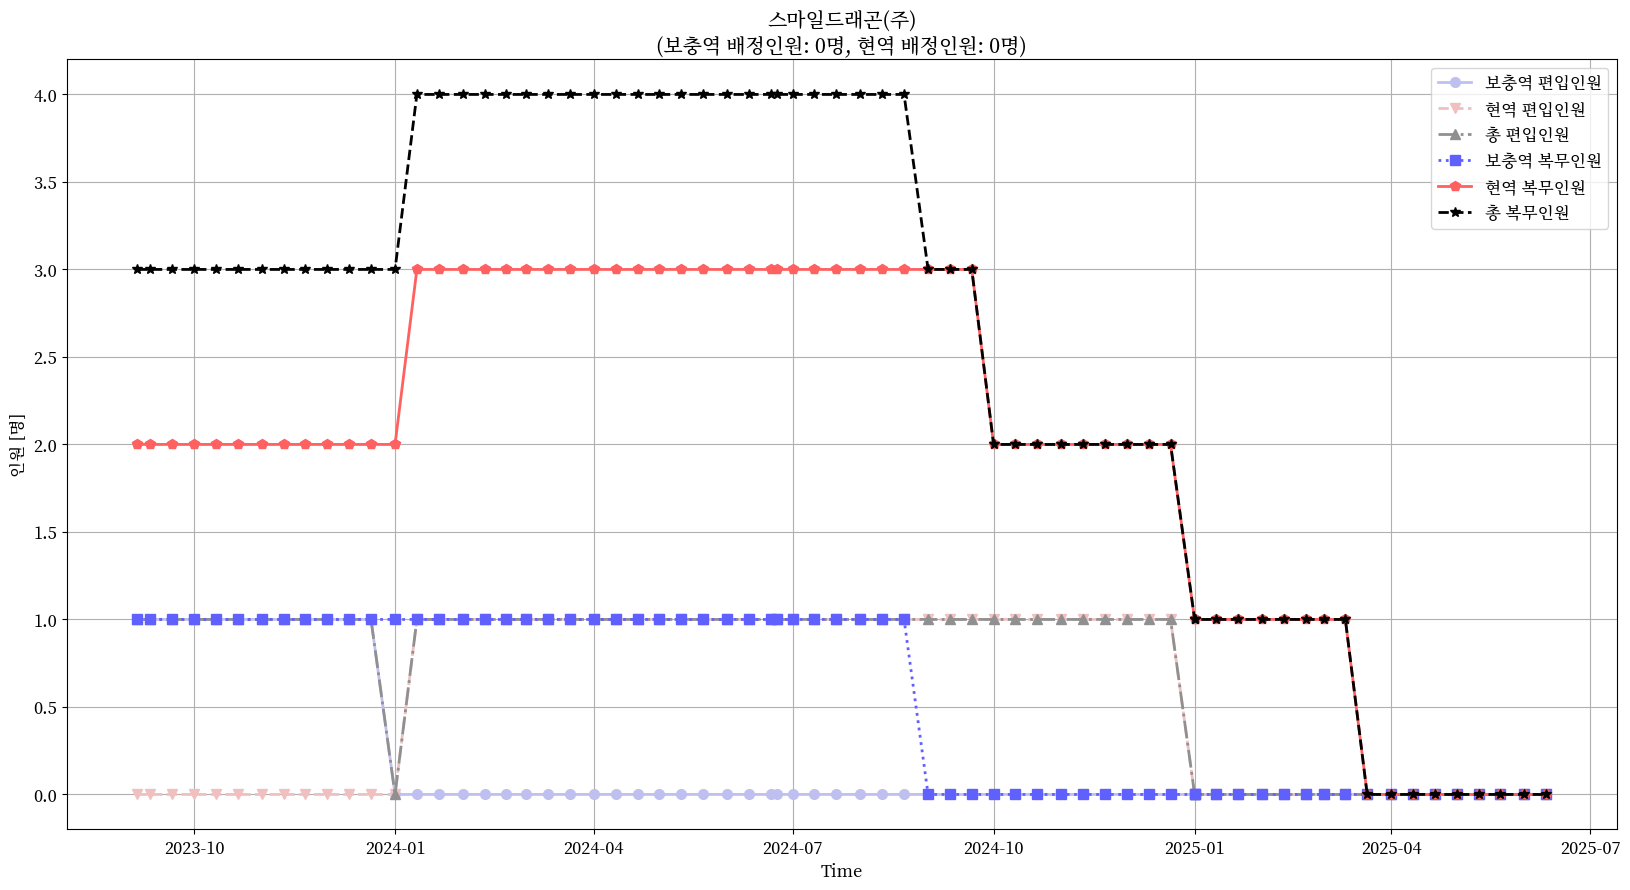 스마일드래곤(주)
(보충역 배정인원: 0명, 현역 배정인원: 0명)
보충역 편입인원
현역 편입인원
총 편입인원
보충역 복무인원
현역 복무인원
총 복무인원
인원 [명]
4.0
3.5
3.0
2.5
2.0
1.5
1.0
0.5
0.0
2023-10 2024-01 2024-04 2024-07 2024-10 2025-01 2025-04 2025-07
Time